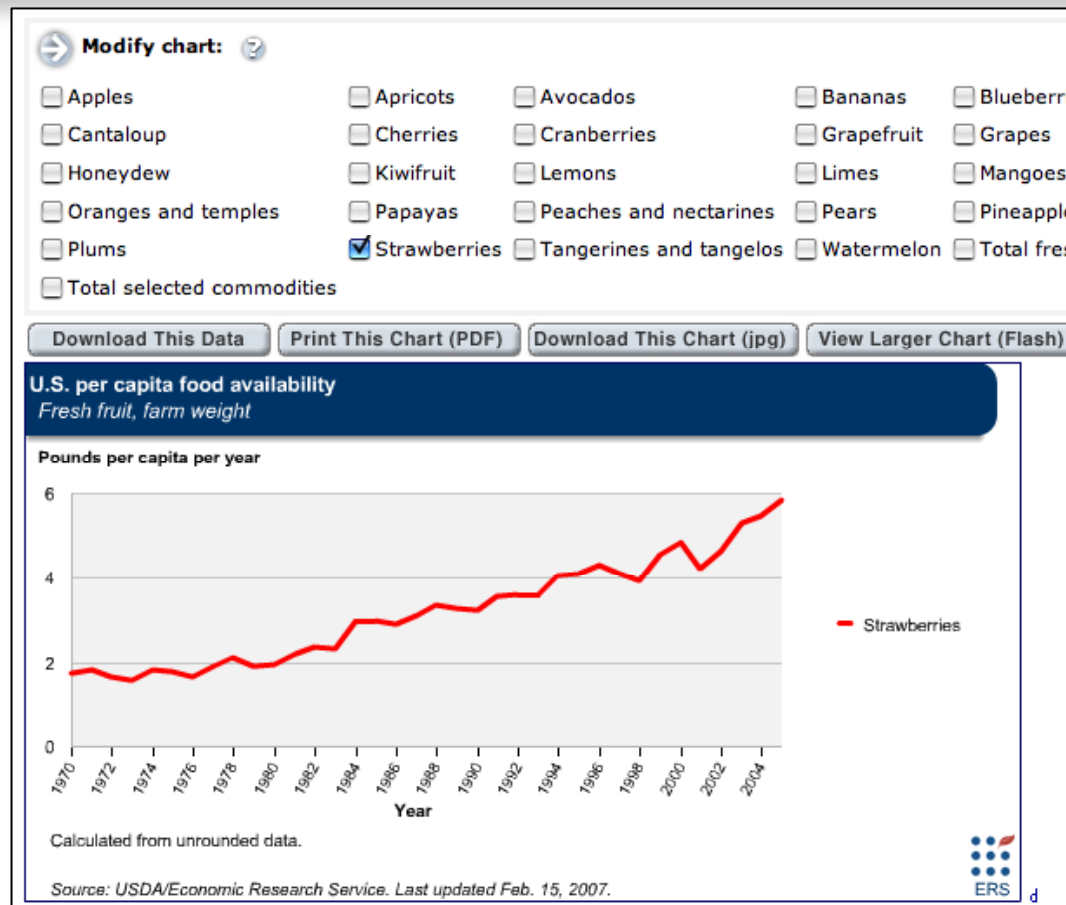 Modify chart: ?
Apples Apricots Avocados Bananas Blueberr
Cantaloup Cherries Cranberries Grapefruit Grapes
Honeydew Kiwifruit Lemons Limes Mangoes
Oranges and temples Papayas Peaches and nectarines Pears Pineappl
Plums Strawberries Tangerines and tangelos Watermelon Total fres
Total selected commodities
Download This Data Print This Chart (PDF) Download This Chart (jpg) View Larger Chart (Flash)
U.S. per capita food availability
Fresh fruit, farm weight
Pounds per capita per year
6
4
2
0
Strawberries
1970 1972 1974 1976 1978 1980 1982 1984 1986 1988 1990 1992 1994 1996 1998 2000 2002 2004
Year
Calculated from unrounded data.
Source: USDA/Economic Research Service. Last updated Feb. 15, 2007.
ERS
d